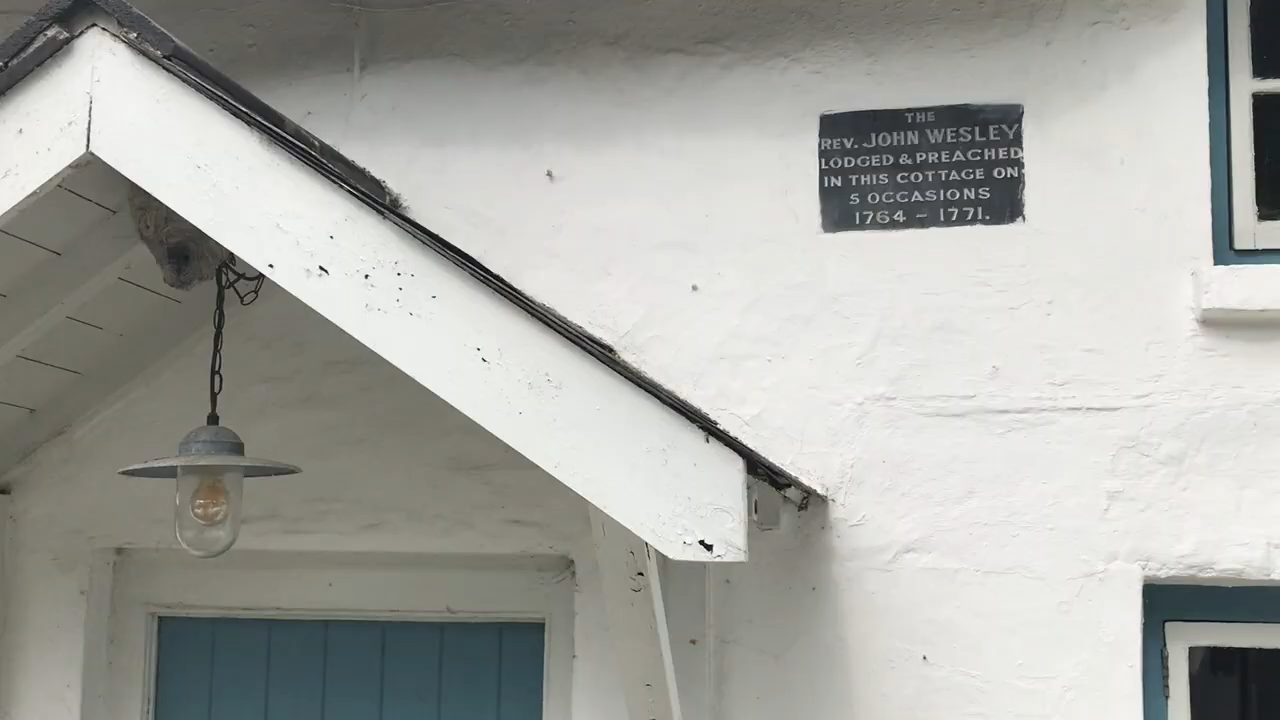 THE
REV. JOHN WESLEY
LODGED & PREACHED
IN THIS COTTAGE ON
5 OCCASIONS
1764 - 1771.